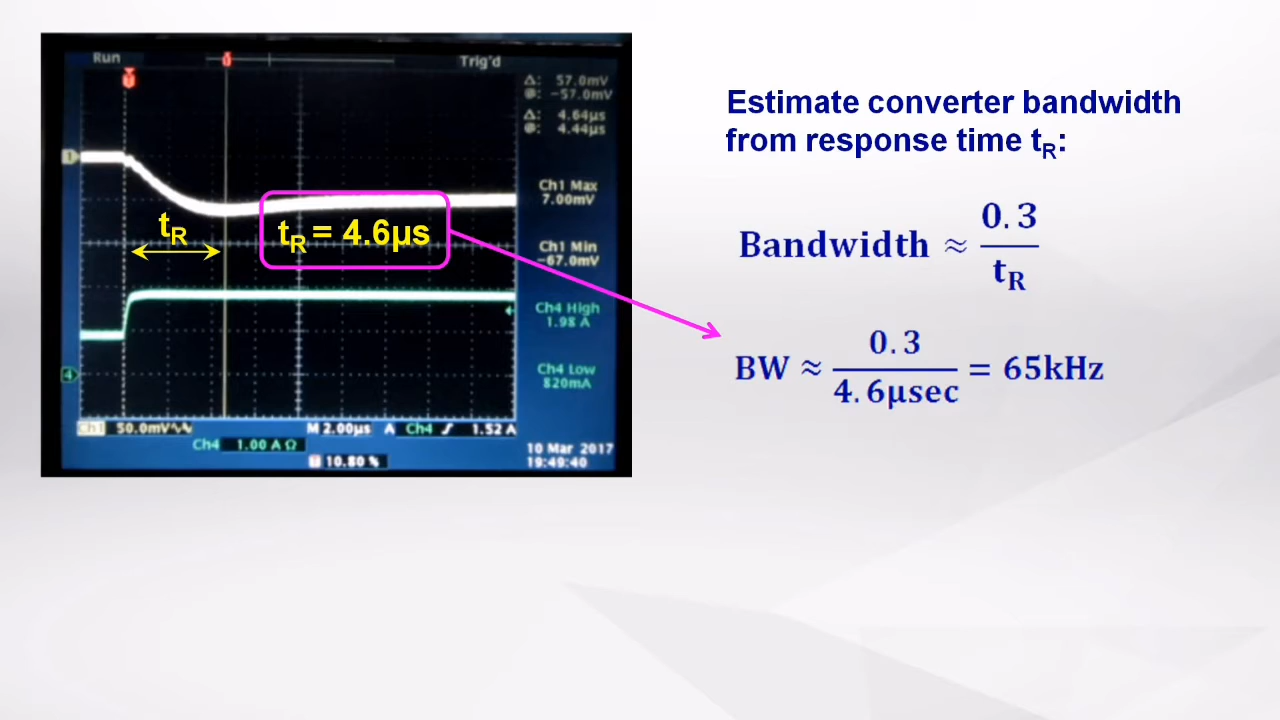 Run
Trig'd
Δ: 57.0mV
@: -57.0mV
Δ: 4.64µs
@: 4.44µs
1
tR
tR = 4.6µs
Ch1 Max
7.00mV
Ch1 Min
-67.0mV
Ch4 High
1.98 A
Ch4 Low
820mA
4
Ch1 50.0mV
M 2.00µs A Ch4 1.52 A
Ch4 1.00 A Ω
10.80 %
10 Mar 2017
19:49:40
Estimate converter bandwidth
from response time tR:
Bandwidth ≈ 0.3
tR
BW ≈ 0.3
4.6µsec = 65kHz